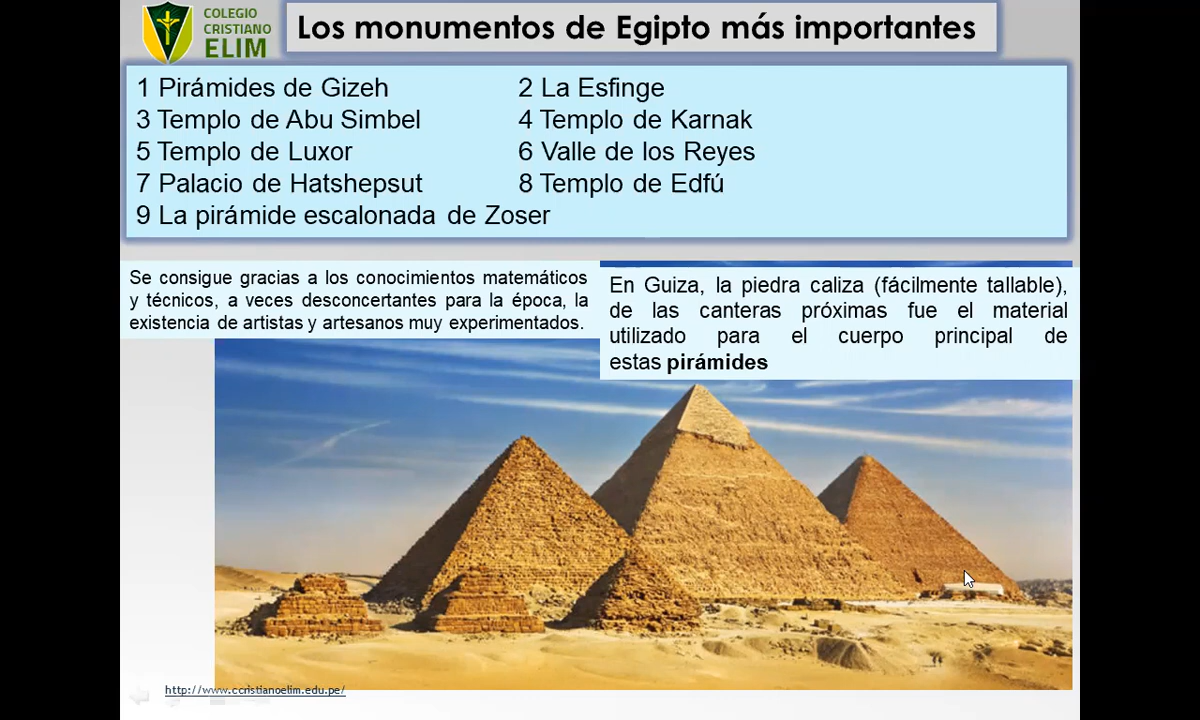 COLEGIO
CRISTIANO
ELIM
Los monumentos de Egipto más importantes
1 Pirámides de Gizeh 2 La Esfinge
3 Templo de Abu Simbel 4 Templo de Karnak
5 Templo de Luxor 6 Valle de los Reyes
7 Palacio de Hatshepsut 8 Templo de Edfú
9 La pirámide escalonada de Zoser
Se consigue gracias a los conocimientos matemáticos
y técnicos, a veces desconcertantes para la época, la
existencia de artistas y artesanos muy experimentados.
En Guiza, la piedra caliza (fácilmente tallable),
de las canteras próximas fue el material
utilizado para el cuerpo principal de
estas pirámides
http://www.ccristianoelim.edu.pe/